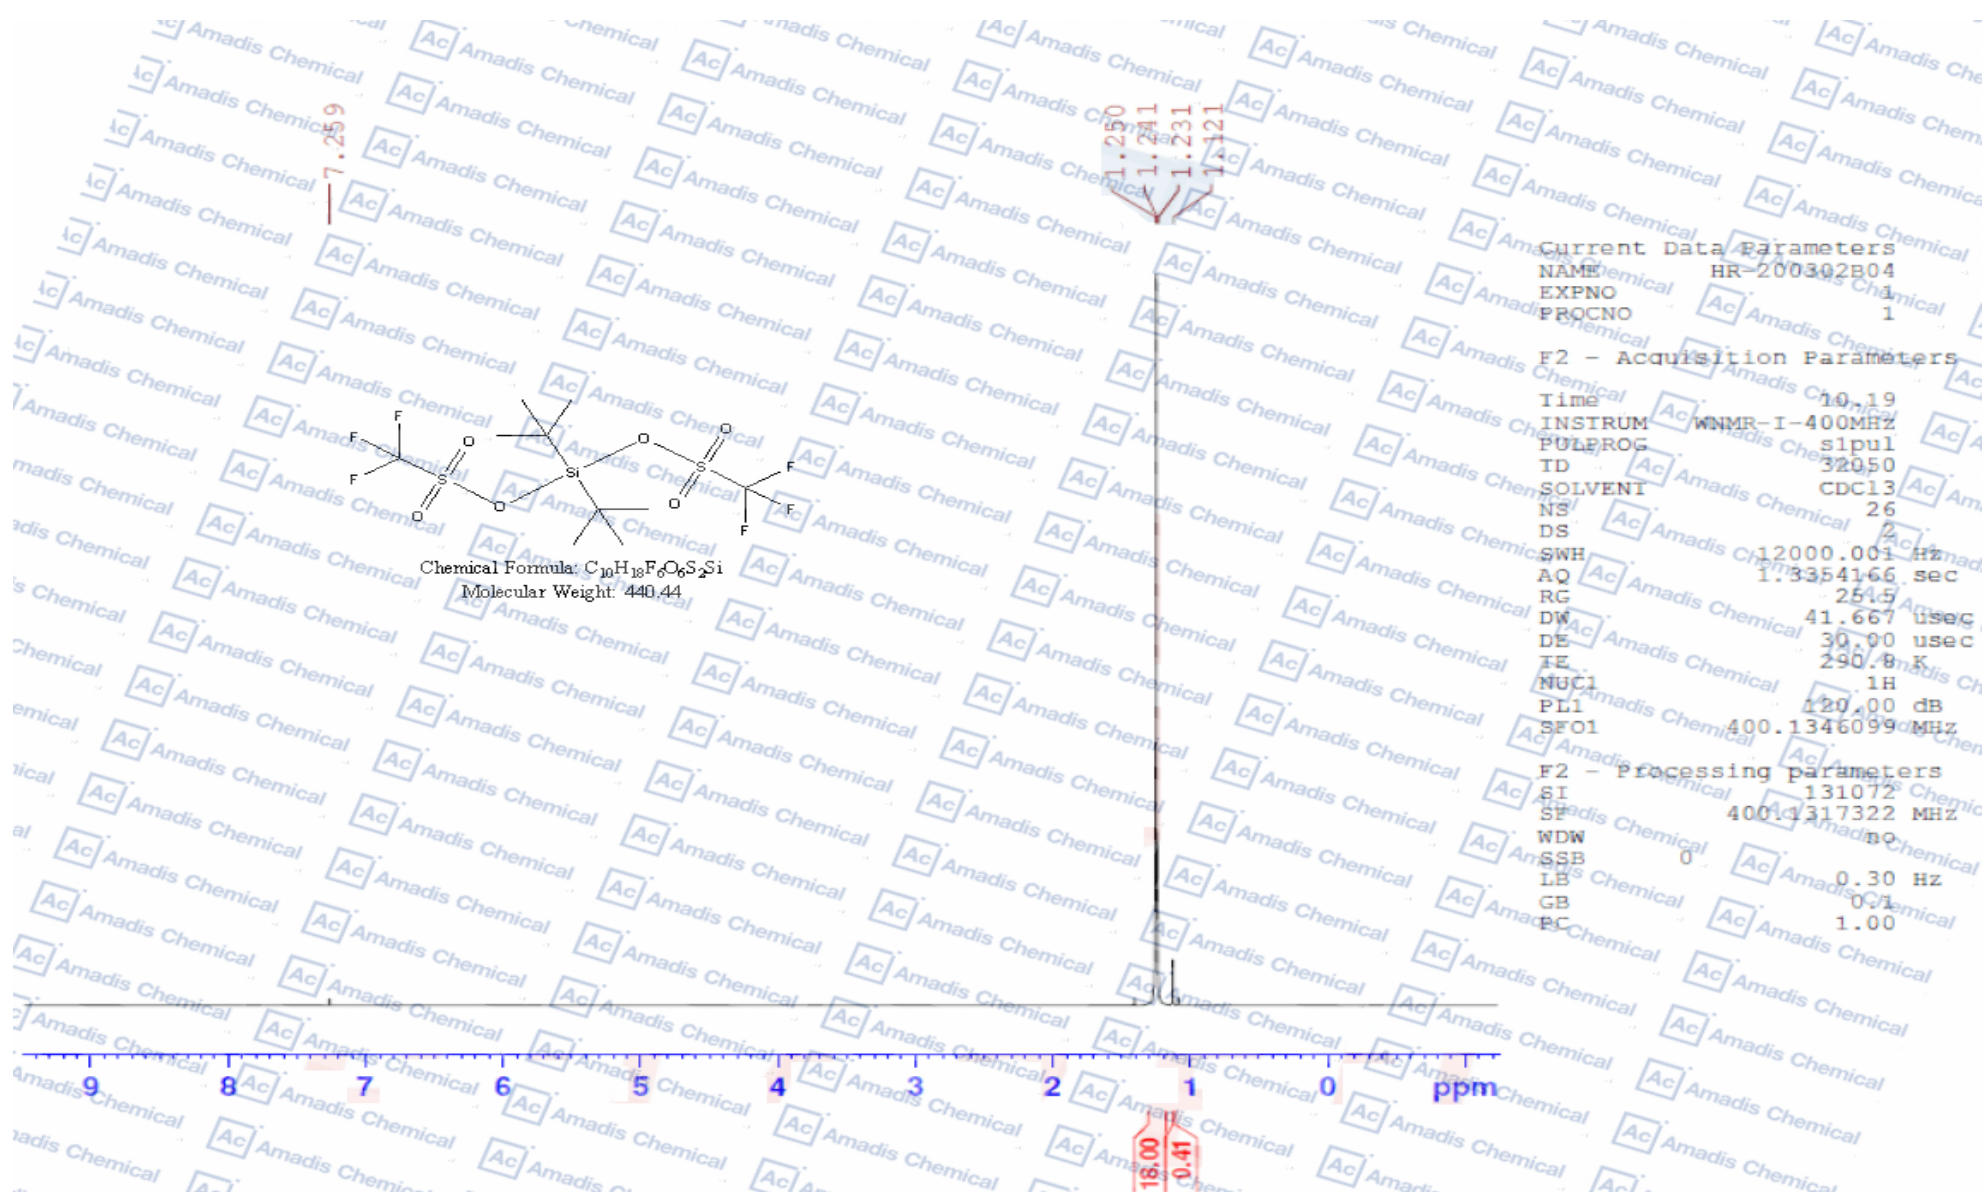 7.259
1.250
1.241
1.231
1.121
Current Data Parameters
NAME HR-200302B04
EXPNO 1
PROCNO 1
F2 - Acquisition Parameters
Time 10.19
INSTRUM WNMR-I-400MHz
PULPROG s1pul
TD 32050
SOLVENT CDCl3
NS 26
DS 2
SWH 12000.001 Hz
AQ 1.3354166 sec
RG 25.5
DW 41.667 usec
DE 30.00 usec
TE 290.8 K
NUC1 1H
PL1 120.00 dB
SFO1 400.1346099 MHz
F2 - Processing parameters
SI 131072
SF 400.1317322 MHz
WDW no
SSB 0
LB 0.30 Hz
GB 0.1
PC 1.00
F
F
F
O
O
S
O
Si
O
O
S
O
F
F
F
Chemical Formula: C10H18F6O6S2Si
Molecular Weight: 440.44
9 8 7 6 5 4 3 2 1 0 ppm
18.00
0.41
Ac Amadis Chemical